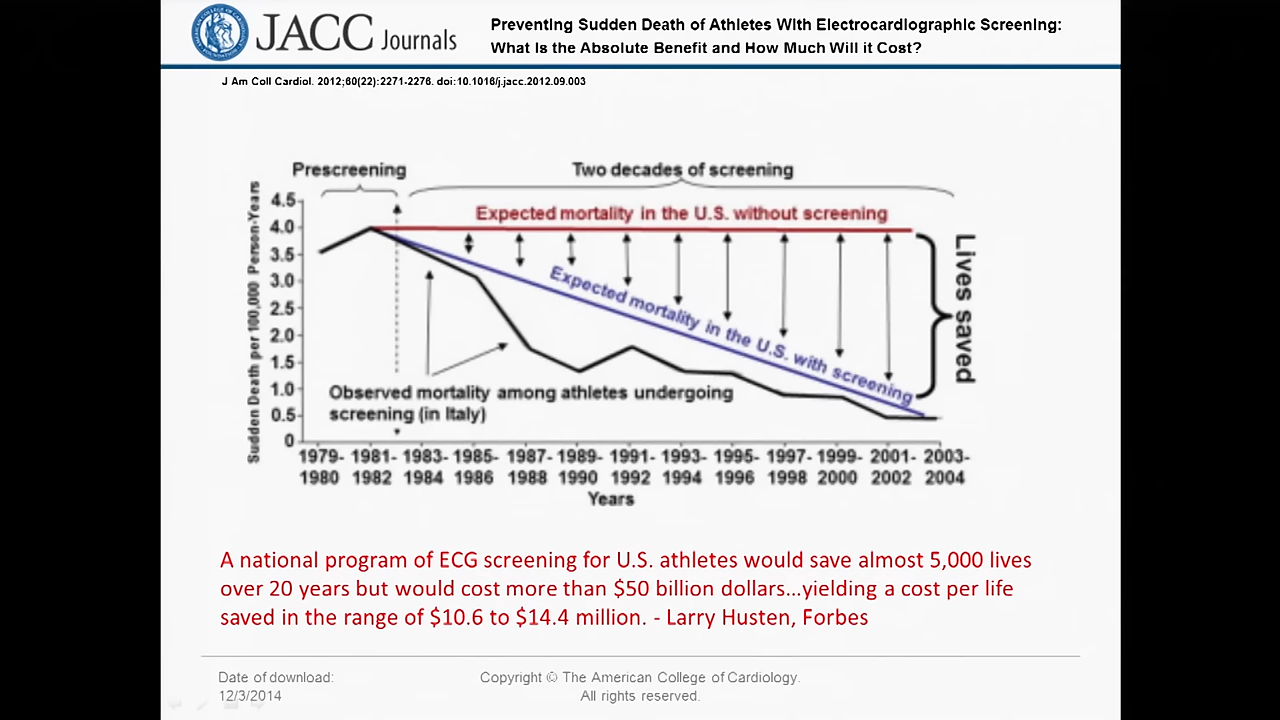 JACC Journals
Preventing Sudden Death of Athletes With Electrocardiographic Screening:
What Is the Absolute Benefit and How Much Will it Cost?
J Am Coll Cardiol. 2012;60(22):2271-2276. doi:10.1016/j.jacc.2012.09.003
Prescreening
Two decades of screening
Sudden Death per 100,000 Person-Years
4.5
4.0
3.5
3.0
2.5
2.0
1.5
1.0
0.5
0
Expected mortality in the U.S. without screening
Expected mortality in the U.S. with screening
Lives saved
Observed mortality among athletes undergoing
screening (in Italy)
1979- 1981- 1983- 1985- 1987- 1989- 1991- 1993- 1995- 1997- 1999- 2001- 2003-
1980 1982 1984 1986 1988 1990 1992 1994 1996 1998 2000 2002 2004
Years
A national program of ECG screening for U.S. athletes would save almost 5,000 lives
over 20 years but would cost more than $50 billion dollars...yielding a cost per life
saved in the range of $10.6 to $14.4 million. - Larry Husten, Forbes
Date of download:
12/3/2014
Copyright © The American College of Cardiology.
All rights reserved.